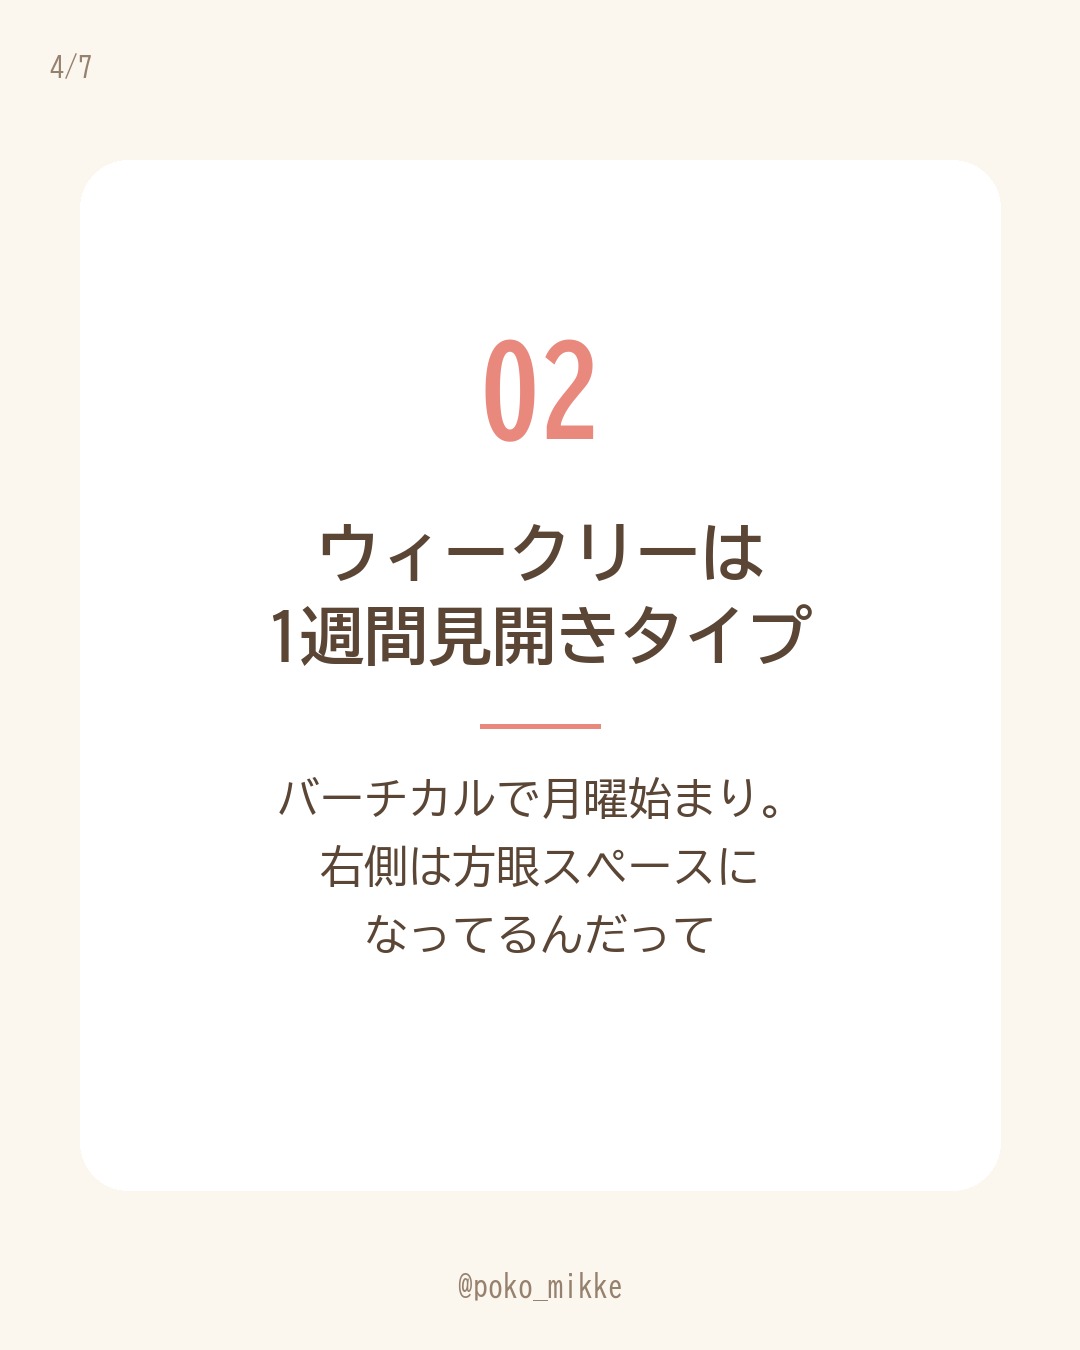 4/7
02
ウィークリーは
1週間見開きタイプ
バーチカルで月曜始まり。
右側は方眼スペースに
なってるんだって
@poko_mikke